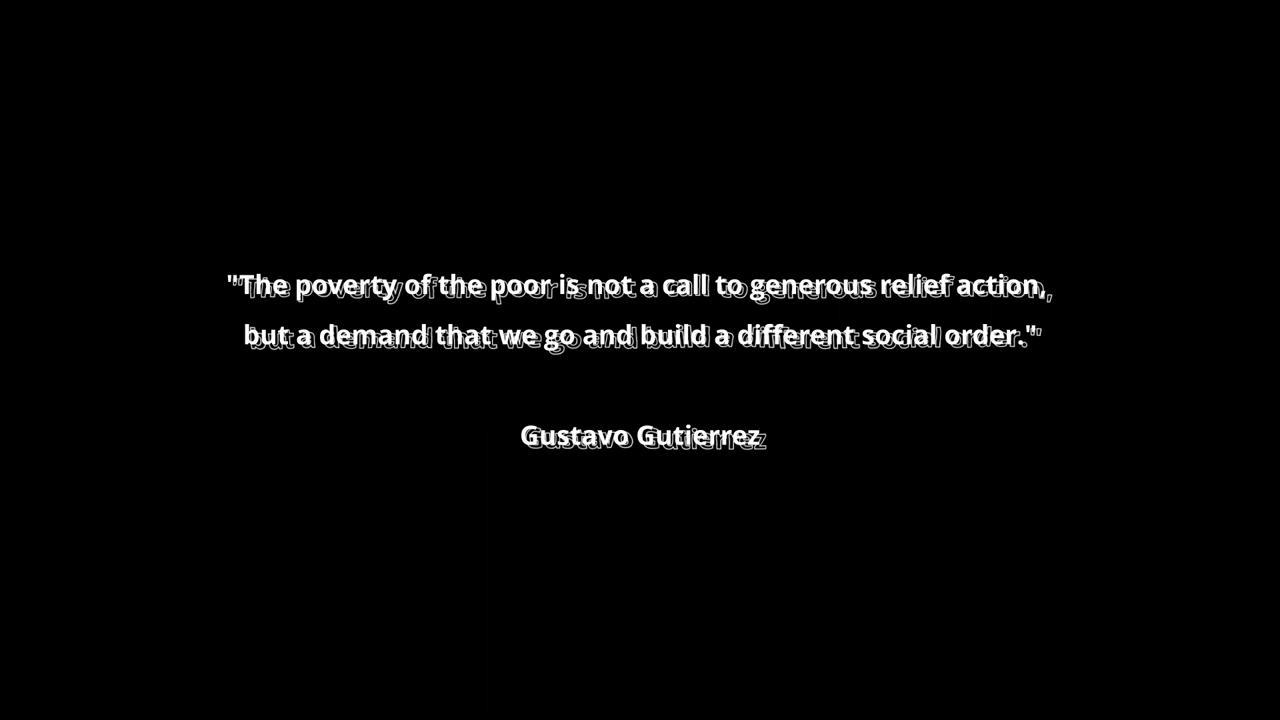 "The poverty of the poor is not a call to generous relief action,
but a demand that we go and build a different social order."
Gustavo Gutierrez